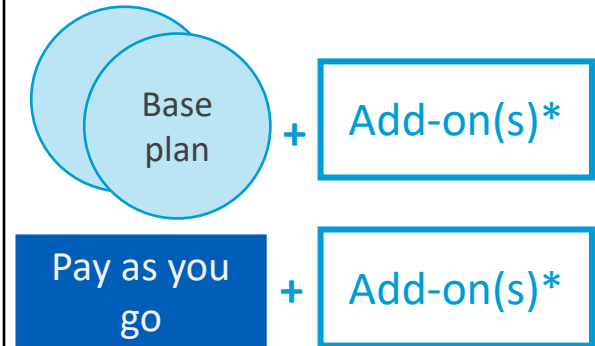 Base
plan
+
Add-on(s)*
Pay as you
go
+
Add-on(s)*